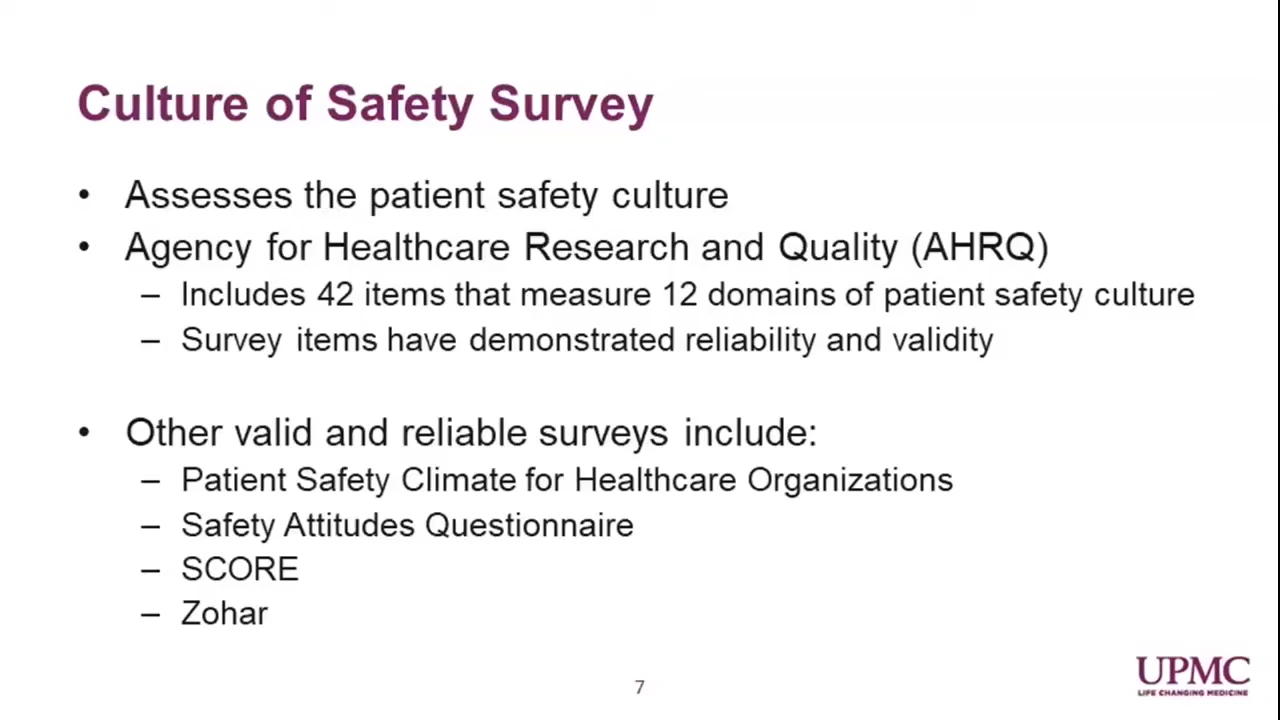 Culture of Safety Survey
• Assesses the patient safety culture
• Agency for Healthcare Research and Quality (AHRQ)
– Includes 42 items that measure 12 domains of patient safety culture
– Survey items have demonstrated reliability and validity
• Other valid and reliable surveys include:
– Patient Safety Climate for Healthcare Organizations
– Safety Attitudes Questionnaire
– SCORE
– Zohar
7
UPMC
LIFE CHANGING MEDICINE